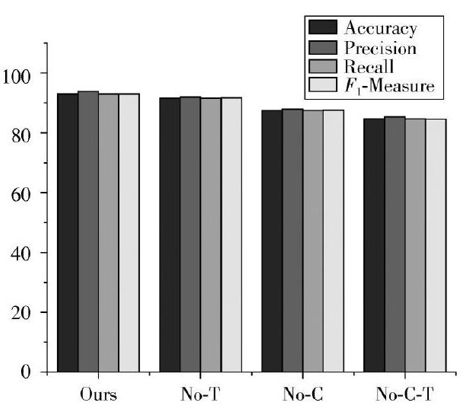 Accuracy
Precision
Recall
F1-Measure
100
80
60
40
20
0
Ours No-T No-C No-C-T